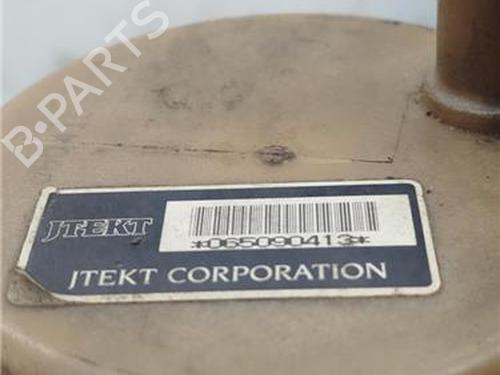 B-PARTS
JTEKT
*065090413*
JTEKT CORPORATION